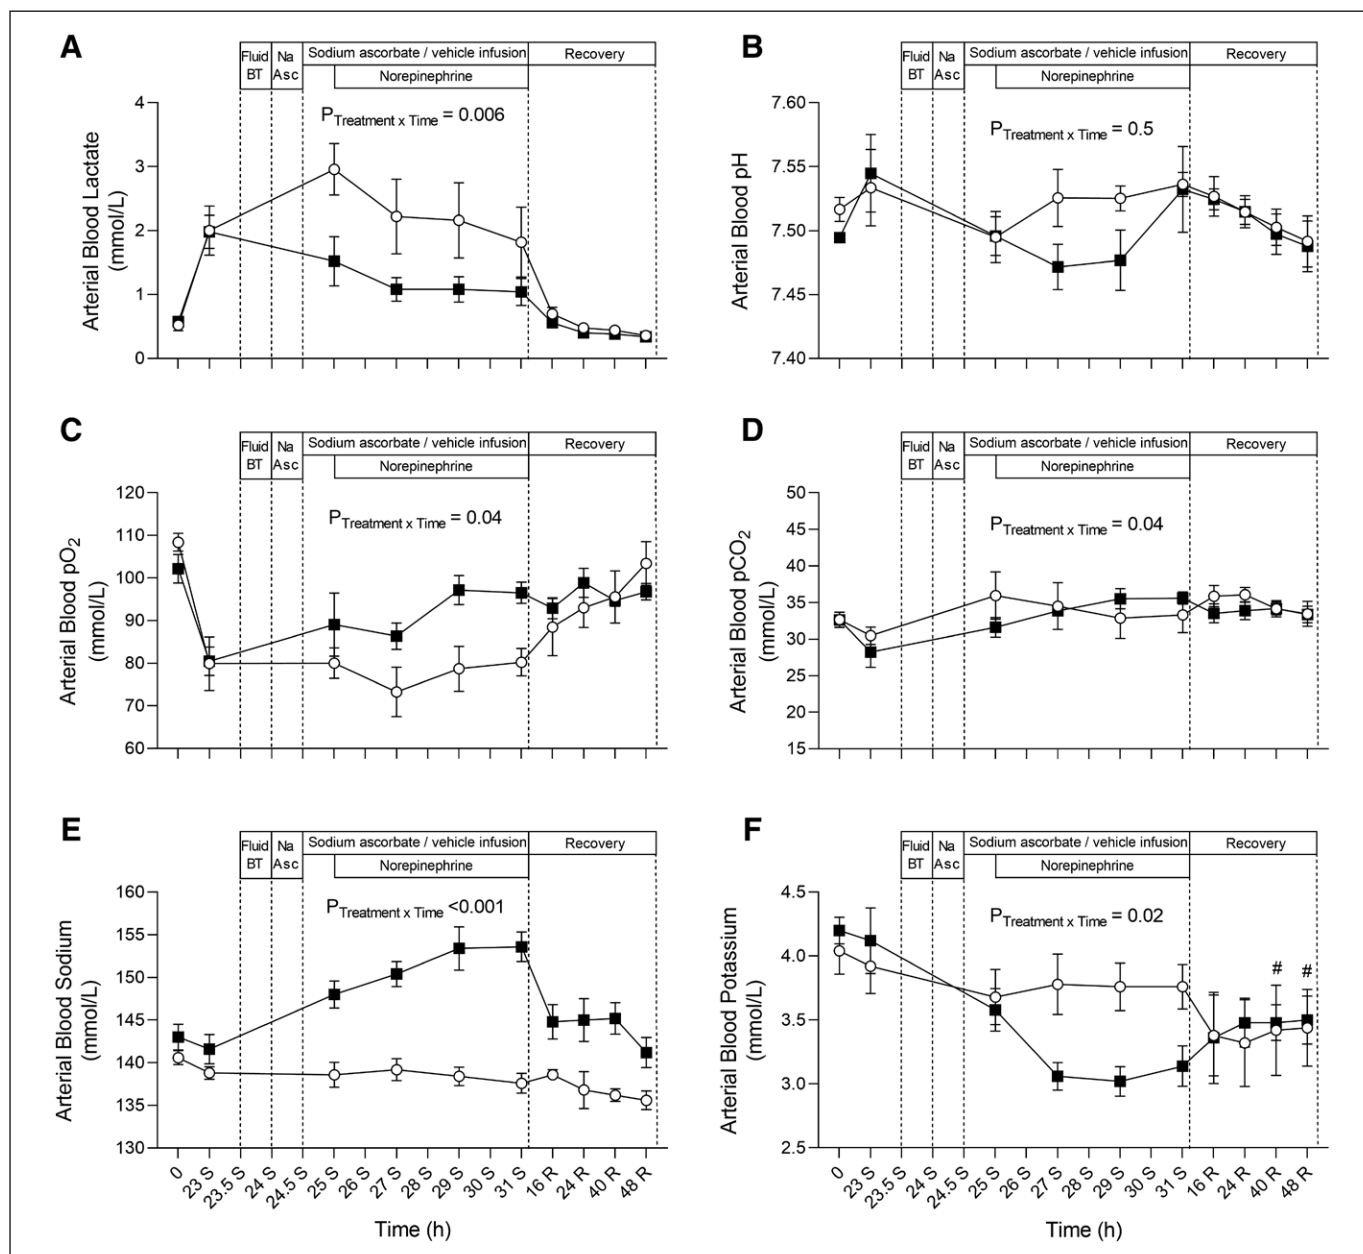 A
Fluid BT
Na Asc
Sodium ascorbate / vehicle infusion
Norepinephrine
Recovery
P Treatment x Time = 0.006
Arterial Blood Lactate
(mmol/L)
4
3
2
1
0
B
Fluid BT
Na Asc
Sodium ascorbate / vehicle infusion
Norepinephrine
Recovery
P Treatment x Time = 0.5
Arterial Blood pH
7.60
7.55
7.50
7.45
7.40
C
Fluid BT
Na Asc
Sodium ascorbate / vehicle infusion
Norepinephrine
Recovery
P Treatment x Time = 0.04
Arterial Blood pO2
(mmol/L)
120
110
100
90
80
70
60
D
Fluid BT
Na Asc
Sodium ascorbate / vehicle infusion
Norepinephrine
Recovery
P Treatment x Time = 0.04
Arterial Blood pCO2
(mmol/L)
50
45
40
35
30
25
20
15
E
Fluid BT
Na Asc
Sodium ascorbate / vehicle infusion
Norepinephrine
Recovery
P Treatment x Time <0.001
Arterial Blood Sodium
(mmol/L)
160
155
150
145
140
135
130
0
23 S
23.5 S
24 S
24.5 S
25 S
26 S
27 S
28 S
29 S
30 S
31 S
16 R
24 R
40 R
48 R
Time (h)
F
Fluid BT
Na Asc
Sodium ascorbate / vehicle infusion
Norepinephrine
Recovery
P Treatment x Time = 0.02
# #
Arterial Blood Potassium
(mmol/L)
4.5
4.0
3.5
3.0
2.5
0
23 S
23.5 S
24 S
24.5 S
25 S
26 S
27 S
28 S
29 S
30 S
31 S
16 R
24 R
40 R
48 R
Time (h)